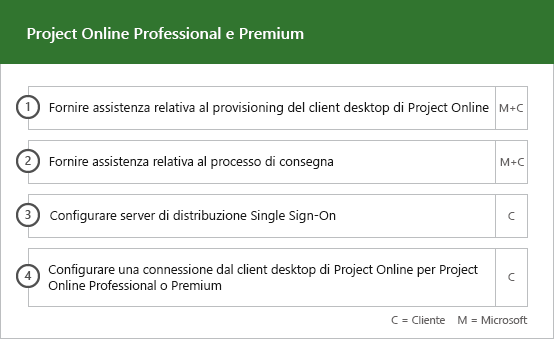 Project Online Professional e Premium
1 Fornire assistenza relativa al provisioning del client desktop di Project Online M+C
2 Fornire assistenza relativa al processo di consegna M+C
3 Configurare server di distribuzione Single Sign-On C
4 Configurare una connessione dal client desktop di Project Online per Project
Online Professional o Premium C
C = Cliente M = Microsoft